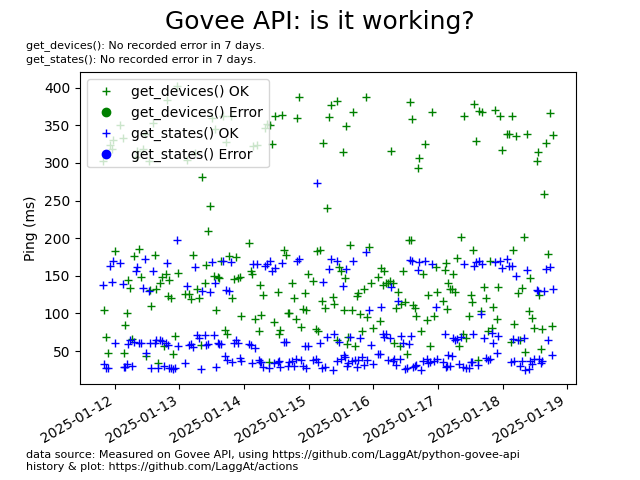 Govee API: is it working?
get_devices(): No recorded error in 7 days.
get_states(): No recorded error in 7 days.
get_devices() OK
get_devices() Error
get_states() OK
get_states() Error
400
350
300
250
200
150
100
50
Ping (ms)
2025-01-12
2025-01-13
2025-01-14
2025-01-15
2025-01-16
2025-01-17
2025-01-18
2025-01-19
data source: Measured on Govee API, using https://github.com/LaggAt/python-govee-api
history & plot: https://github.com/LaggAt/actions